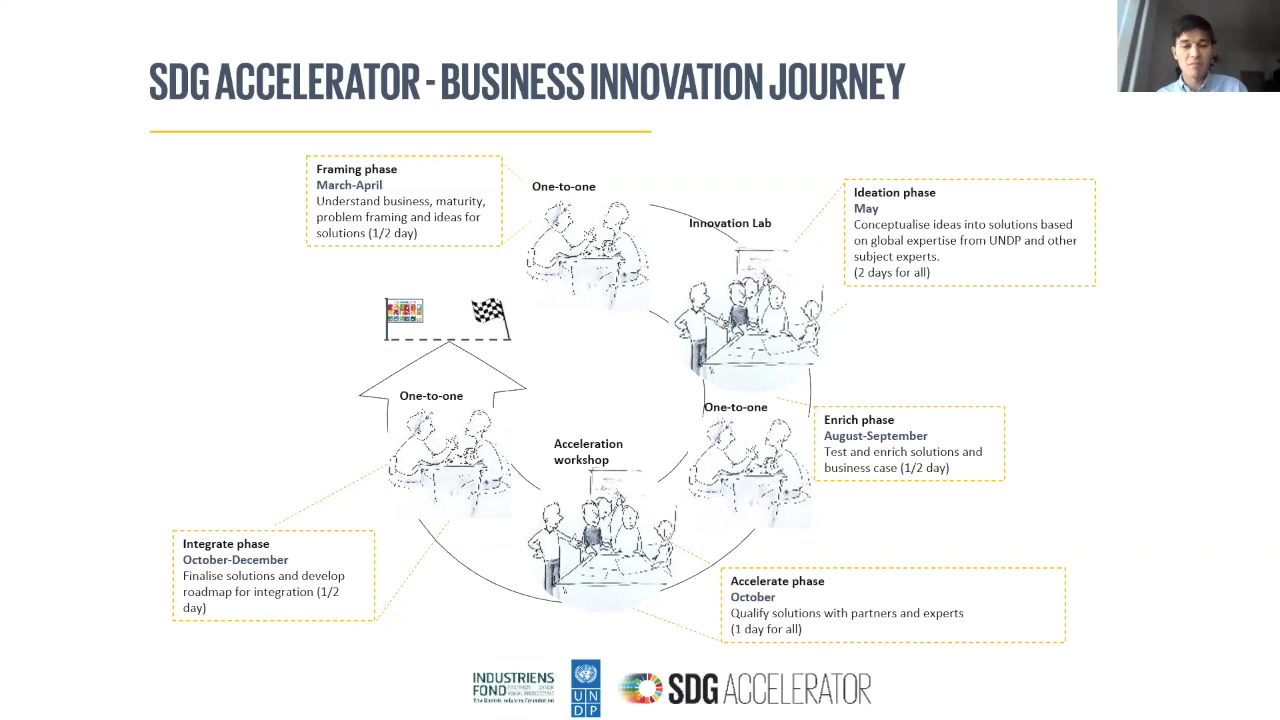 SDG ACCELERATOR - BUSINESS INNOVATION JOURNEY
Framing phase
March-April
Understand business, maturity,
problem framing and ideas for
solutions (1/2 day)
One-to-one
Innovation Lab
Ideation phase
May
Conceptualise ideas into solutions based
on global expertise from UNDP and other
subject experts.
(2 days for all)
One-to-one
Enrich phase
August-September
Test and enrich solutions and
business case (1/2 day)
Acceleration
workshop
Accelerate phase
October
Qualify solutions with partners and experts
(1 day for all)
One-to-one
Integrate phase
October-December
Finalise solutions and develop
roadmap for integration (1/2
day)
INDUSTRIENS
FOND
The Danish Industry Foundation
U N
D P
SDG ACCELERATOR